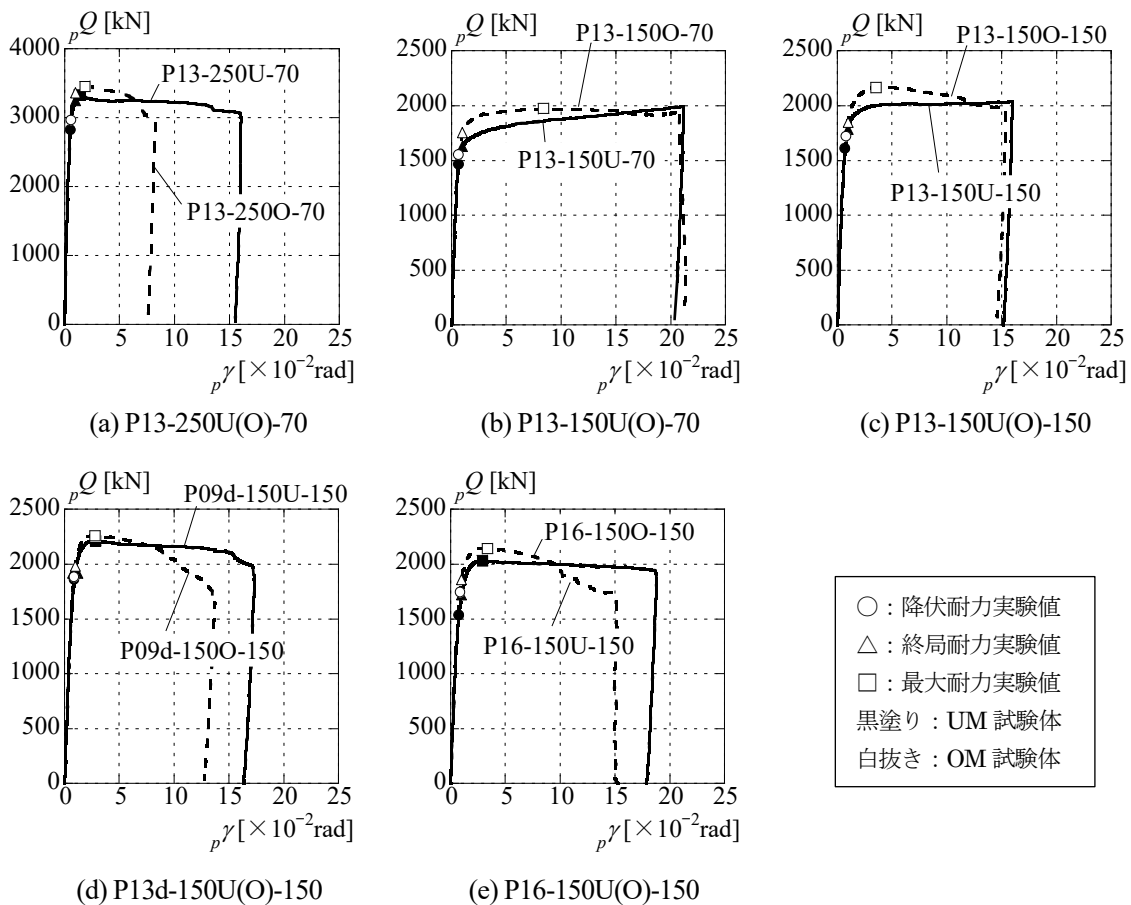 pQ [kN]
4000
3000
2000
1000
0
0 5 10 15 20 25
pγ [×10-2rad]
P13-250U-70
P13-250O-70
(a) P13-250U(O)-70
pQ [kN]
2500
2000
1500
1000
500
0
0 5 10 15 20 25
pγ [×10-2rad]
P13-150O-70
P13-150U-70
(b) P13-150U(O)-70
pQ [kN]
2500
2000
1500
1000
500
0
0 5 10 15 20 25
pγ [×10-2rad]
P13-150O-150
P13-150U-150
(c) P13-150U(O)-150
pQ [kN]
2500
2000
1500
1000
500
0
0 5 10 15 20 25
pγ [×10-2rad]
P09d-150U-150
P09d-150O-150
(d) P13d-150U(O)-150
pQ [kN]
2500
2000
1500
1000
500
0
0 5 10 15 20 25
pγ [×10-2rad]
P16-150O-150
P16-150U-150
(e) P16-150U(O)-150
○:降伏耐力実験値
△:終局耐力実験値
□:最大耐力実験値
黒塗り:UM 試験体
白抜き:OM 試験体